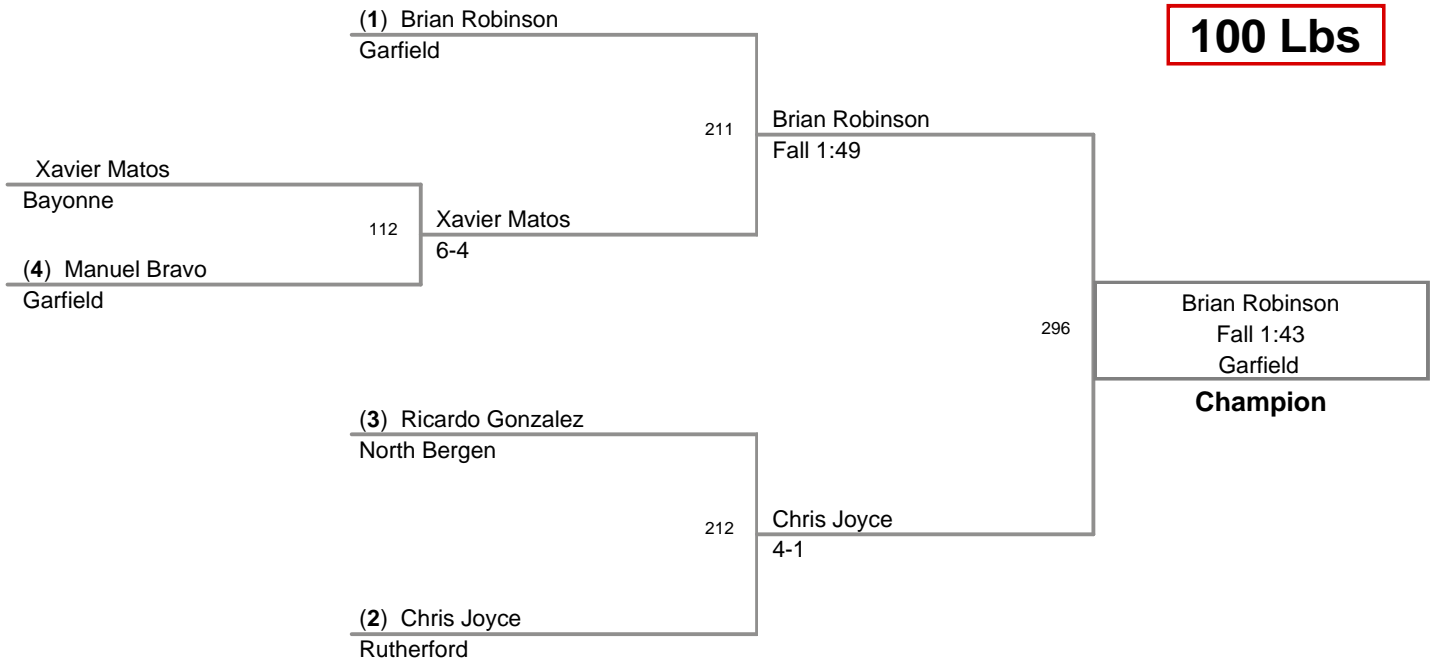 (1) Brian Robinson
100 Lbs
Garfield
211
Brian Robinson
Fall 1:49
Xavier Matos
Bayonne
112
Xavier Matos
6-4
(4) Manuel Bravo
Garfield
296
Brian Robinson
Fall 1:43
Garfield
Champion
(3) Ricardo Gonzalez
North Bergen
212
Chris Joyce
4-1
(2) Chris Joyce
Rutherford